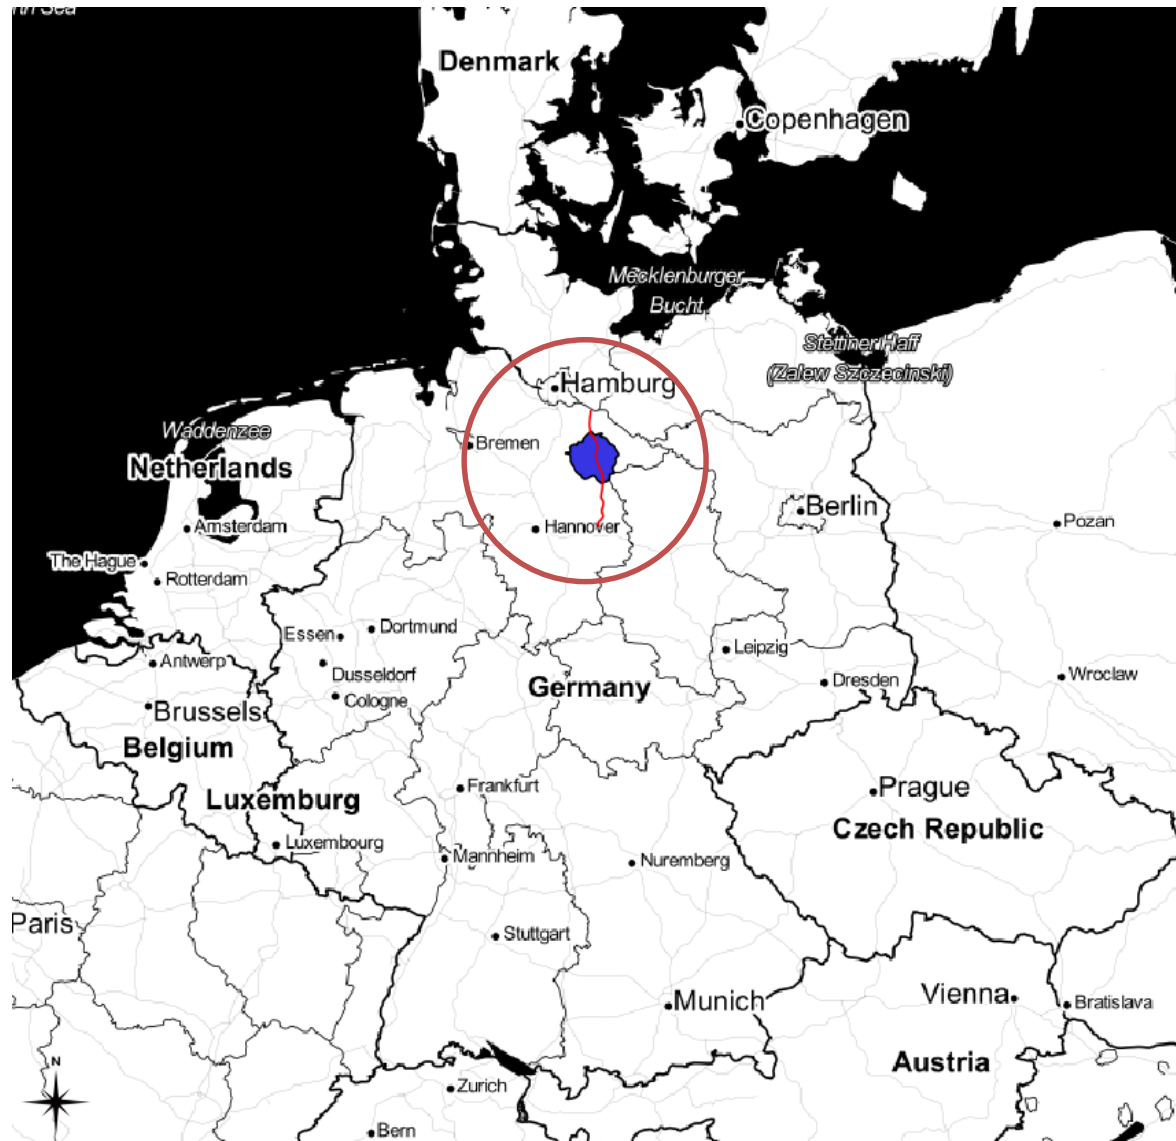 Denmark
Copenhagen
Mecklenburger
Bucht
Stettiner Haff
(Zalew Szczecinski)
Hamburg
Waddenzee
Bremen
Netherlands
Berlin
Amsterdam
Hannover
Pozan
The Hague
Rotterdam
Essen
Dortmund
Leipzig
Antwerp
Dusseldorf
Wroclaw
Dresden
Germany
Cologne
Brussels
Belgium
Frankfurt
Prague
Luxemburg
Czech Republic
Luxembourg
Mannheim
Nuremberg
Paris
Stuttgart
Munich
Vienna
Bratislava
Austria
N
Zurich
Bern